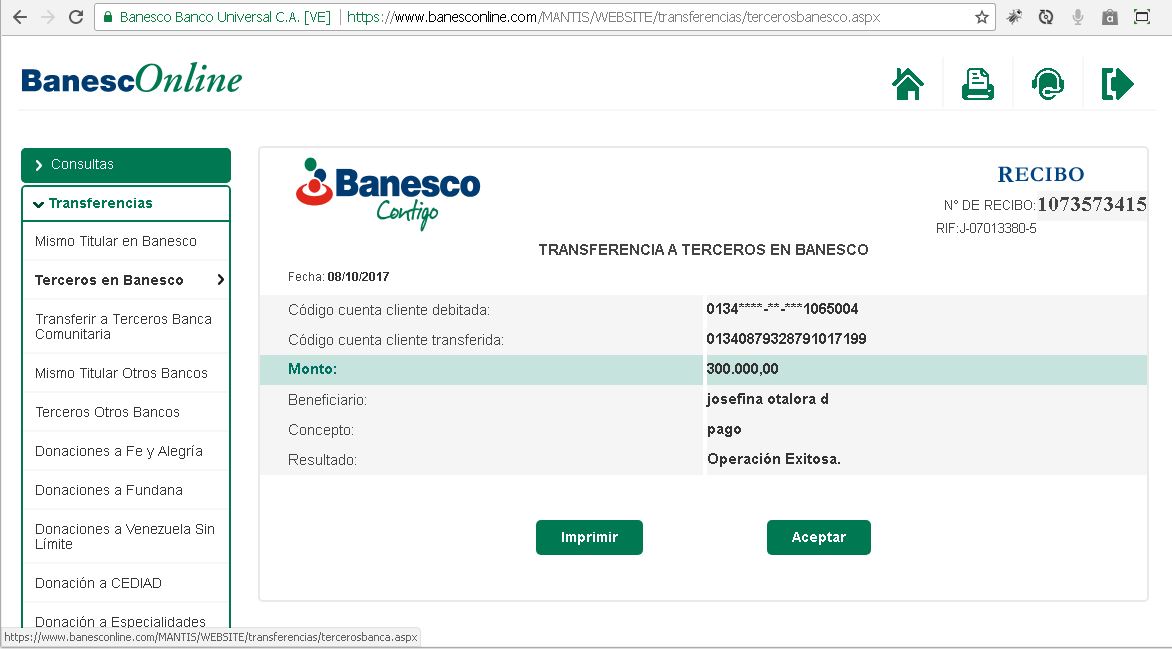 Banesco Banco Universal C.A. [VE] https://www.banesconline.com/MANTIS/WEBSITE/transferencias/tercerosbanesco.aspx
BanescOnline
Consultas
Transferencias
Mismo Titular en Banesco
Terceros en Banesco
Transferir a Terceros Banca
Comunitaria
Mismo Titular Otros Bancos
Terceros Otros Bancos
Donaciones a Fe y Alegría
Donaciones a Fundana
Donaciones a Venezuela Sin
Límite
Donación a CEDIAD
Donación a Especialidades
Banesco
Contigo
RECIBO
N° DE RECIBO: 1073573415
RIF:J-07013380-5
TRANSFERENCIA A TERCEROS EN BANESCO
Fecha: 08/10/2017
Código cuenta cliente debitada: 0134****-**-***1065004
Código cuenta cliente transferida: 01340879328791017199
Monto: 300.000,00
Beneficiario: josefina otalora d
Concepto: pago
Resultado: Operación Exitosa.
Imprimir Aceptar
https://www.banesconline.com/MANTIS/WEBSITE/transferencias/tercerosbanca.aspx